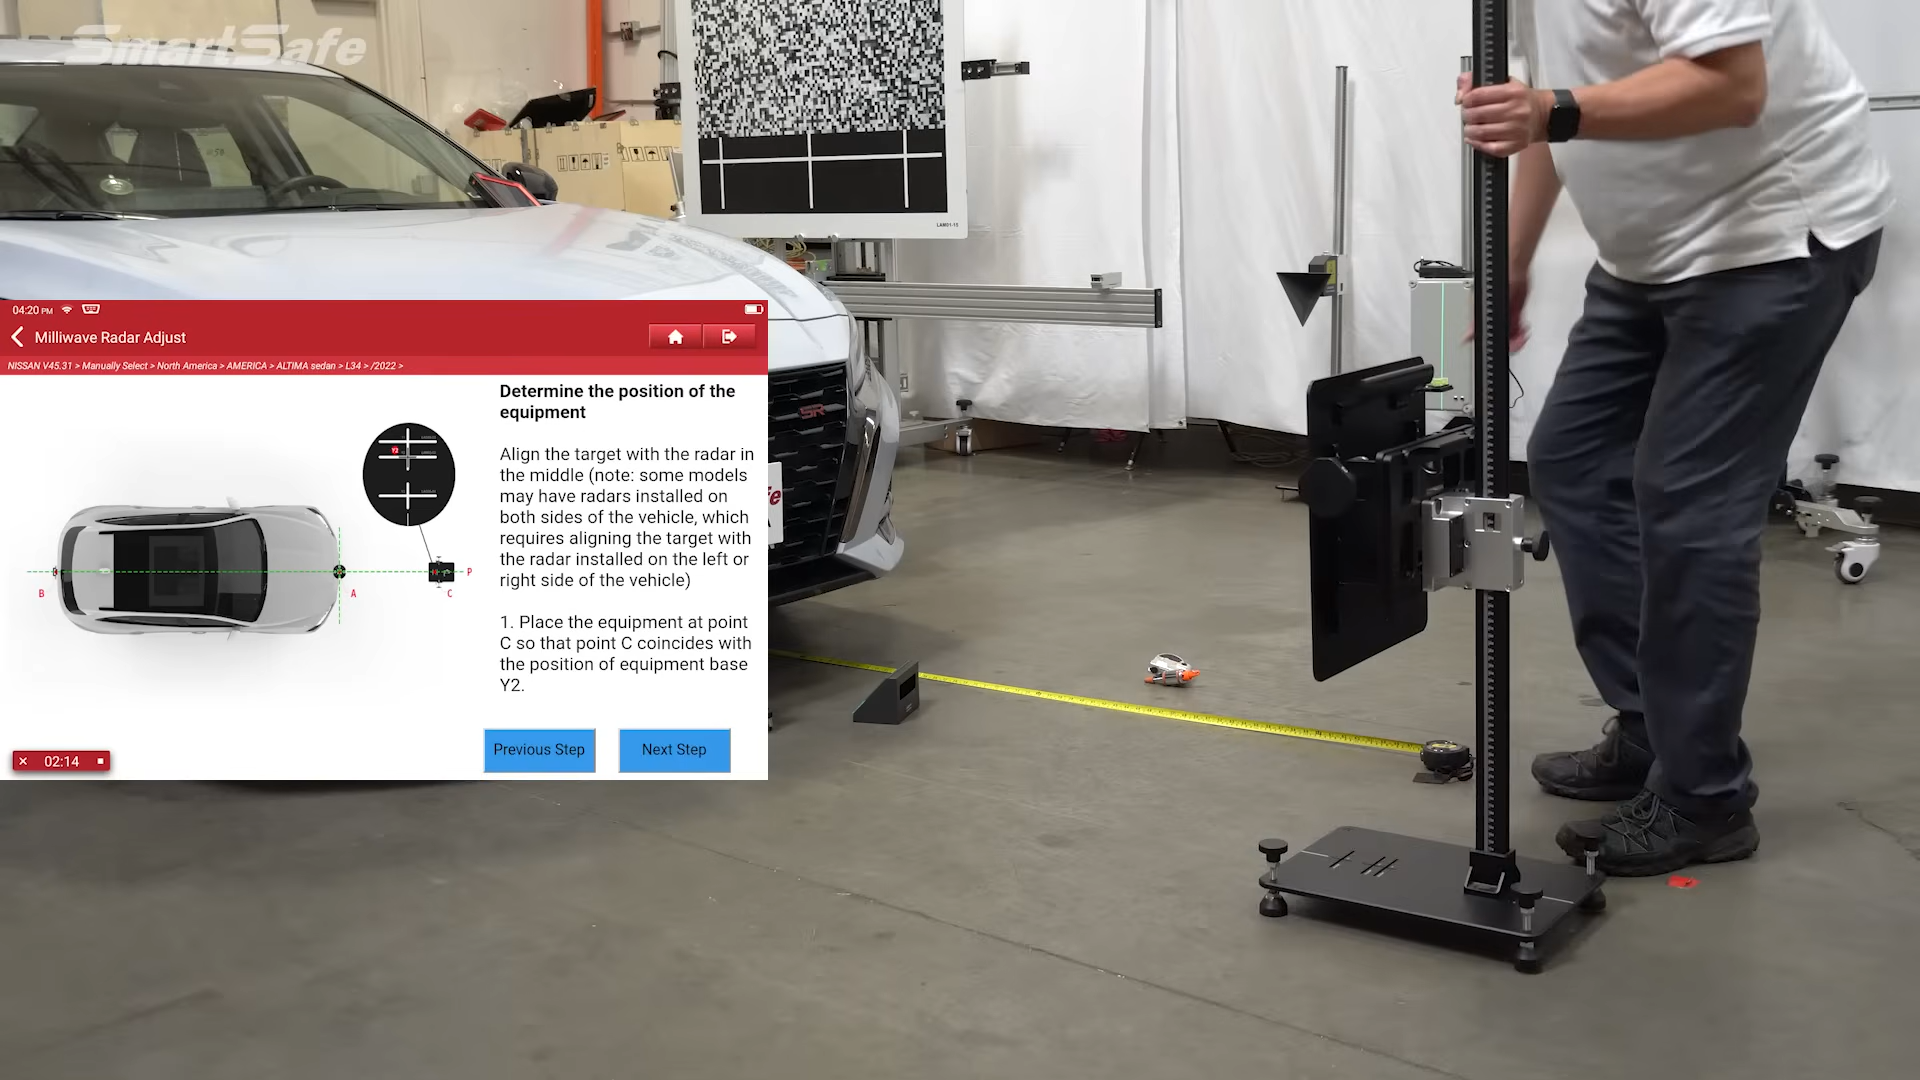 SmartSafe
LAM01-15
SR
04:20 PM
Milliwave Radar Adjust
NISSAN V45.31 > Manually Select > North America > AMERICA > ALTIMA sedan > L34 > /2022 >
Determine the position of the
equipment
Align the target with the radar in
the middle (note: some models
may have radars installed on
both sides of the vehicle, which
requires aligning the target with
the radar installed on the left or
right side of the vehicle)
1. Place the equipment at point
C so that point C coincides with
the position of equipment base
Y2.
Y2
P
B
A
C
Previous Step
Next Step
02:14